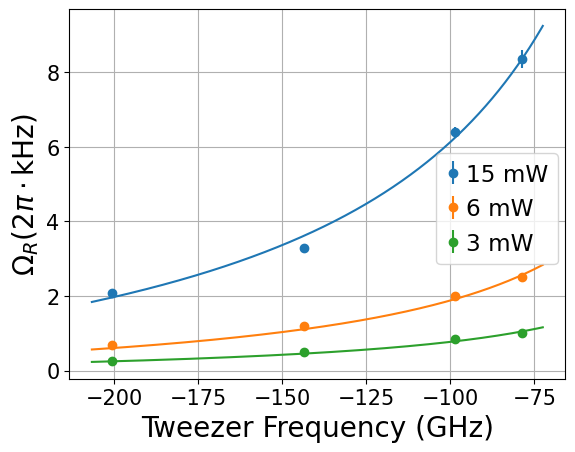 Ω_R(2π · kHz)
8
6
4
2
0
15 mW
6 mW
3 mW
−200 −175 −150 −125 −100 −75
Tweezer Frequency (GHz)